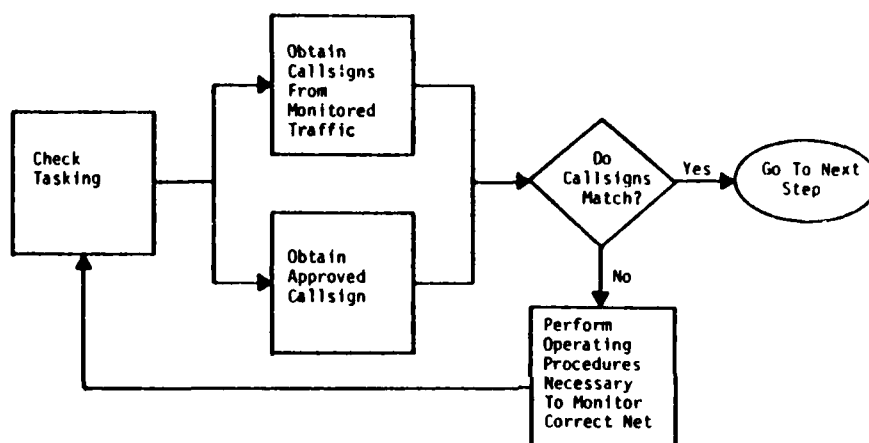 Check
Tasking
Obtain
Callsigns
From
Monitored
Traffic
Obtain
Approved
Callsign
Do
Callsigns
Match?
Yes
Go To Next
Step
No
Perform
Operating
Procedures
Necessary
To Monitor
Correct Net